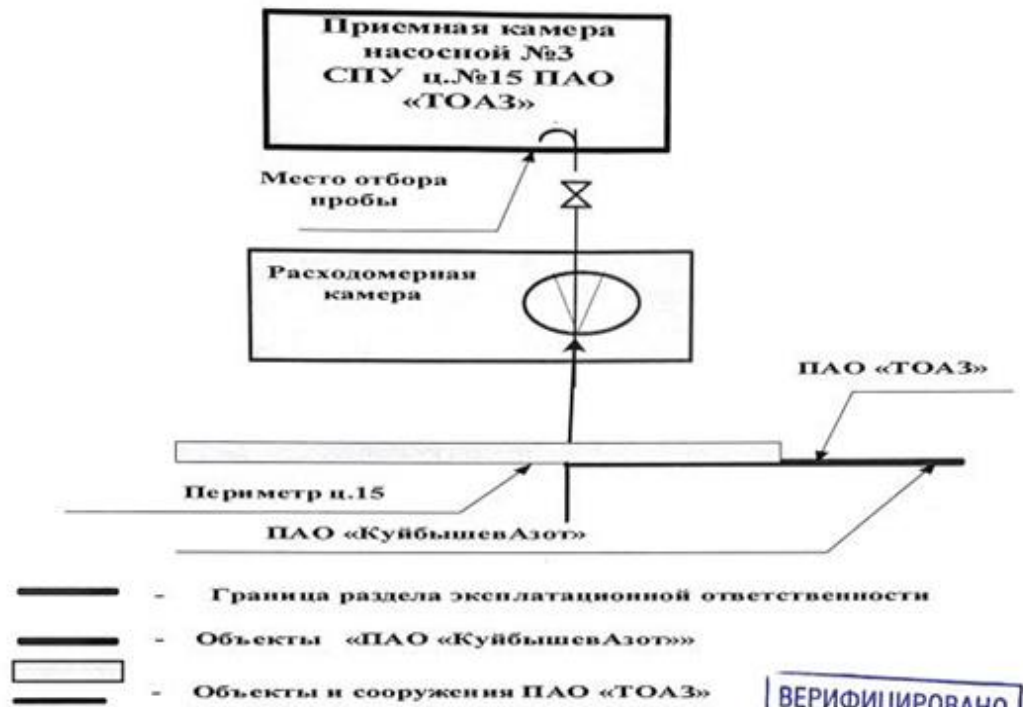 Приемная камера
насосной №3
СПУ ц.№15 ПАО
«ТОАЗ»
Место отбора
пробы
Расходомерная
камера
ПАО «ТОАЗ»
Периметр ц.15
ПАО «КуйбышевАзот»
- Граница раздела эксплатационной ответственности
- Объекты «ПАО «КуйбышевАзот»»
- Объекты и сооружения ПАО «ТОАЗ»
ВЕРИФИЦИРОВАНО